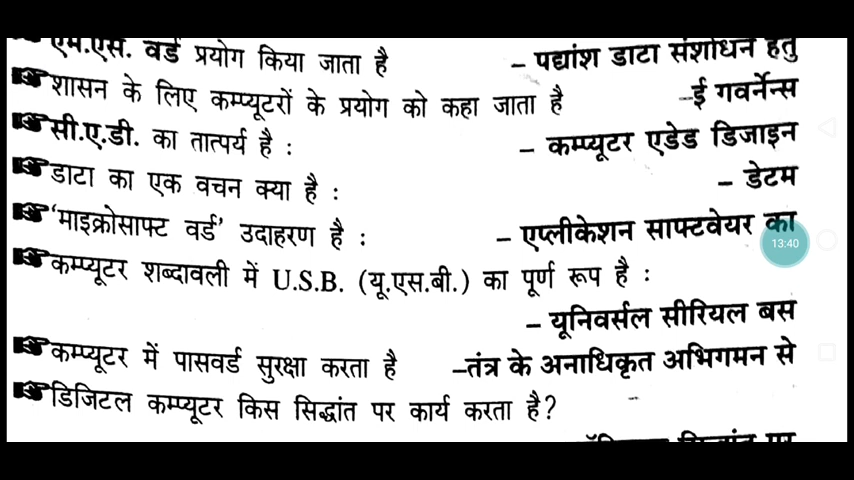 एम.एस. वर्ड प्रयोग किया जाता है – पद्यांश डाटा संशोधन हेतु
शासन के लिए कम्प्यूटरों के प्रयोग को कहा जाता है -ई गवर्नेन्स
सी.ए.डी. का तात्पर्य है : – कम्प्यूटर एडेड डिजाइन
डाटा का एक वचन क्या है : – डेटम
‘माइक्रोसाफ्ट वर्ड’ उदाहरण है : – एप्लीकेशन साफ्टवेयर का
13:40
कम्प्यूटर शब्दावली में U.S.B. (यू.एस.बी.) का पूर्ण रूप है :
– यूनिवर्सल सीरियल बस
कम्प्यूटर में पासवर्ड सुरक्षा करता है –तंत्र के अनाधिकृत अभिगमन से
डिजिटल कम्प्यूटर किस सिद्धांत पर कार्य करता है?